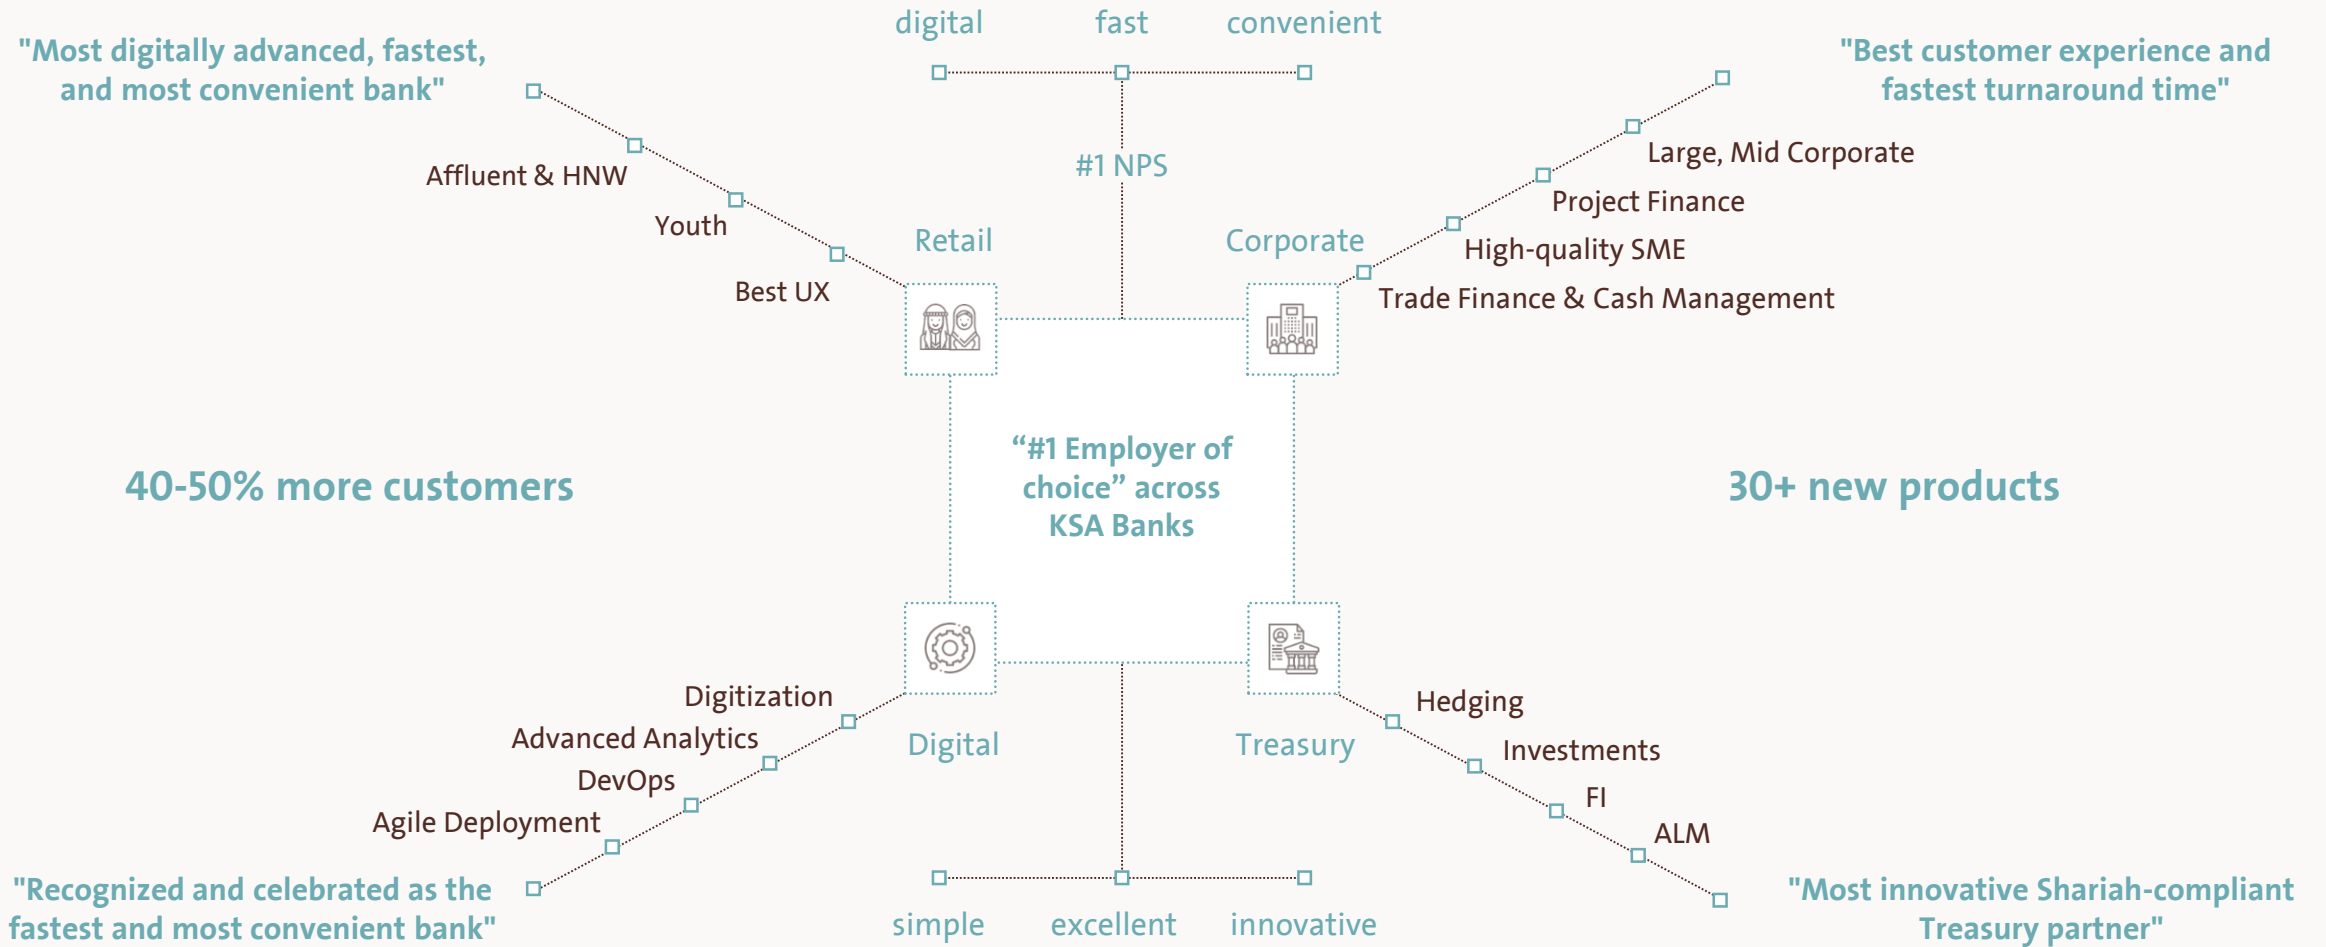 digital
fast
convenient
"Most digitally advanced, fastest,
and most convenient bank"
"Best customer experience and
fastest turnaround time"
#1 NPS
Affluent & HNW
Youth
Best UX
Retail
Corporate
Large, Mid Corporate
Project Finance
High-quality SME
Trade Finance & Cash Management
40-50% more customers
“#1 Employer of
choice” across
KSA Banks
30+ new products
Digitization
Advanced Analytics
DevOps
Agile Deployment
Digital
Treasury
Hedging
Investments
FI
ALM
"Recognized and celebrated as the
fastest and most convenient bank"
simple
excellent
innovative
"Most innovative Shariah-compliant
Treasury partner"